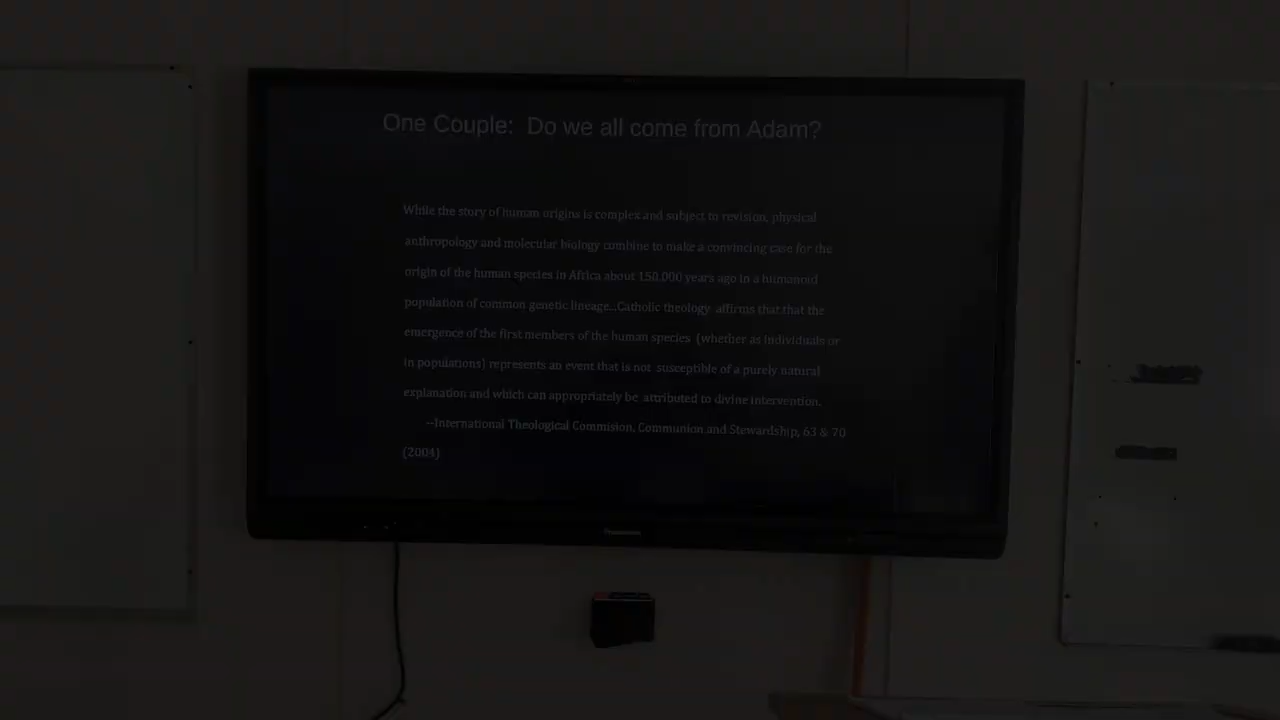 One Couple:  Do we all come from Adam?
While the story of human origins is complex and subject to revision, physical
anthropology and molecular biology combine to make a convincing case for the
origin of the human species in Africa about 150,000 years ago in a humanoid
population of common genetic lineage...Catholic theology  affirms that that the
emergence of the first members of the human species  (whether as individuals or
in populations) represents an event that is not  susceptible of a purely natural
explanation and which can appropriately be  attributed to divine intervention.
--International Theological Commision, Communion and Stewardship, 63 & 70
(2004)
Panasonic